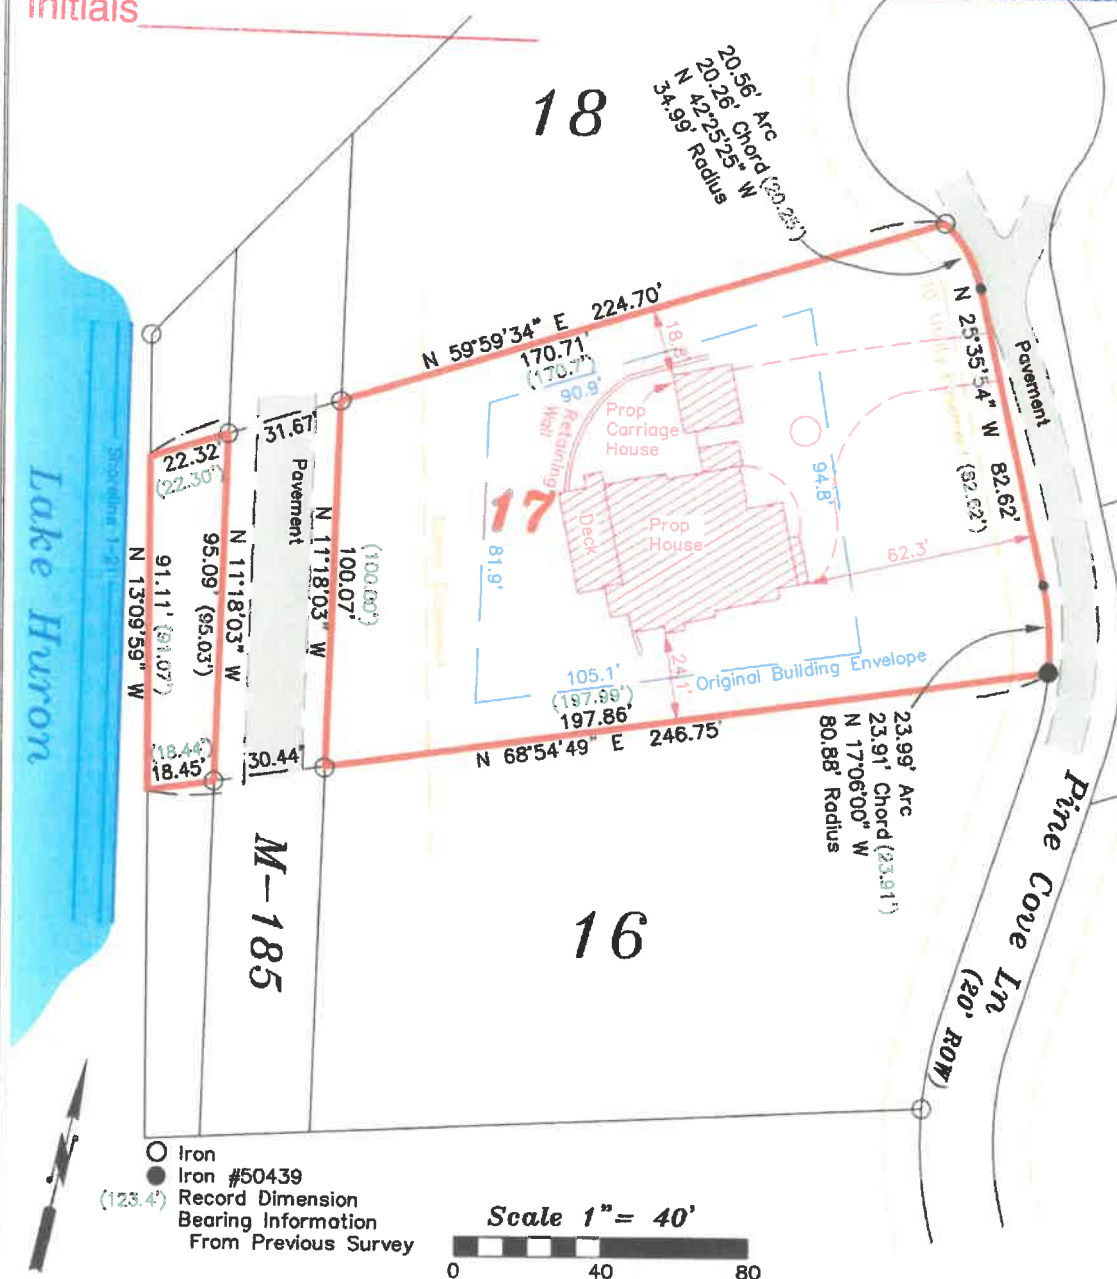 Initials
18
20.56' Arc
20.26' Chord (20.25')
N 42°25'25" W
34.99' Radius
N 59°59'34" E 224.70'
170.71'
(170.7')
90.9'
18.8'
N 25°35'54" W 82.62'
(82.62')
Pavement
10' Utility Easement
31.67'
22.32'
(22.30')
Pavement
Retaining
Wall
Prop
Carriage
House
17
Deck
Prop
House
94.8'
81.9'
62.3'
Lake Huron
N 13°09'59" W
91.11' (91.07')
95.09' (95.03')
N 11°18'03" W
N 11°18'03" W
100.07'
(100.00')
105.1'
(197.99')
197.86'
24.1'
Original Building Envelope
N 68°54'49" E 246.75'
(18.44')
18.45'
30.44'
23.99' Arc
23.91' Chord (23.91')
N 17°06'00" W
80.88' Radius
M-185
16
Pine Cove Ln
(20' ROW)
Iron
Iron #50439
(123.4') Record Dimension
Bearing Information
From Previous Survey
Scale 1"= 40'
0 40 80